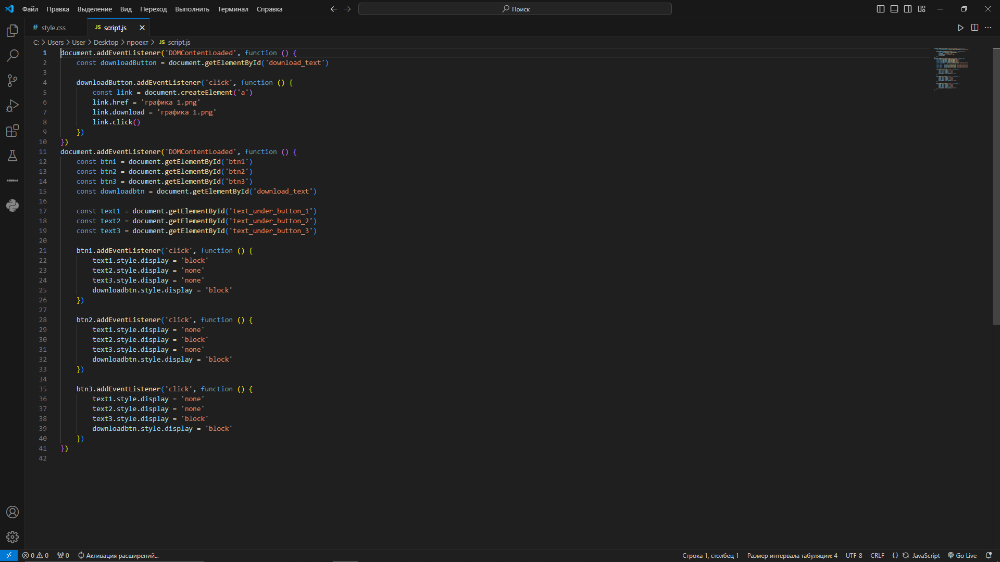 Файл Правка Выделение Вид Переход Выполнить Терминал Справка Поиск
# style.css JS script.js
C: > Users > User > Desktop > проект > JS script.js
1 document.addEventListener('DOMContentLoaded', function () {
2 const downloadButton = document.getElementById('download_text')
3
4 downloadButton.addEventListener('click', function () {
5 const link = document.createElement('a')
6 link.href = 'графика 1.png'
7 link.download = 'графика 1.png'
8 link.click()
9 })
10 })
11 document.addEventListener('DOMContentLoaded', function () {
12 const btn1 = document.getElementById('btn1')
13 const btn2 = document.getElementById('btn2')
14 const btn3 = document.getElementById('btn3')
15 const downloadbtn = document.getElementById('download_text')
16
17 const text1 = document.getElementById('text_under_button_1')
18 const text2 = document.getElementById('text_under_button_2')
19 const text3 = document.getElementById('text_under_button_3')
20
21 btn1.addEventListener('click', function () {
22 text1.style.display = 'block'
23 text2.style.display = 'none'
24 text3.style.display = 'none'
25 downloadbtn.style.display = 'block'
26 })
27
28 btn2.addEventListener('click', function () {
29 text1.style.display = 'none'
30 text2.style.display = 'block'
31 text3.style.display = 'none'
32 downloadbtn.style.display = 'block'
33 })
34
35 btn3.addEventListener('click', function () {
36 text1.style.display = 'none'
37 text2.style.display = 'none'
38 text3.style.display = 'block'
39 downloadbtn.style.display = 'block'
40 })
41 })
42
0 0 0 Активация расширений... Строка 1, столбец 1 Размер интервала табуляции: 4 UTF-8 CRLF {} JavaScript Go Live